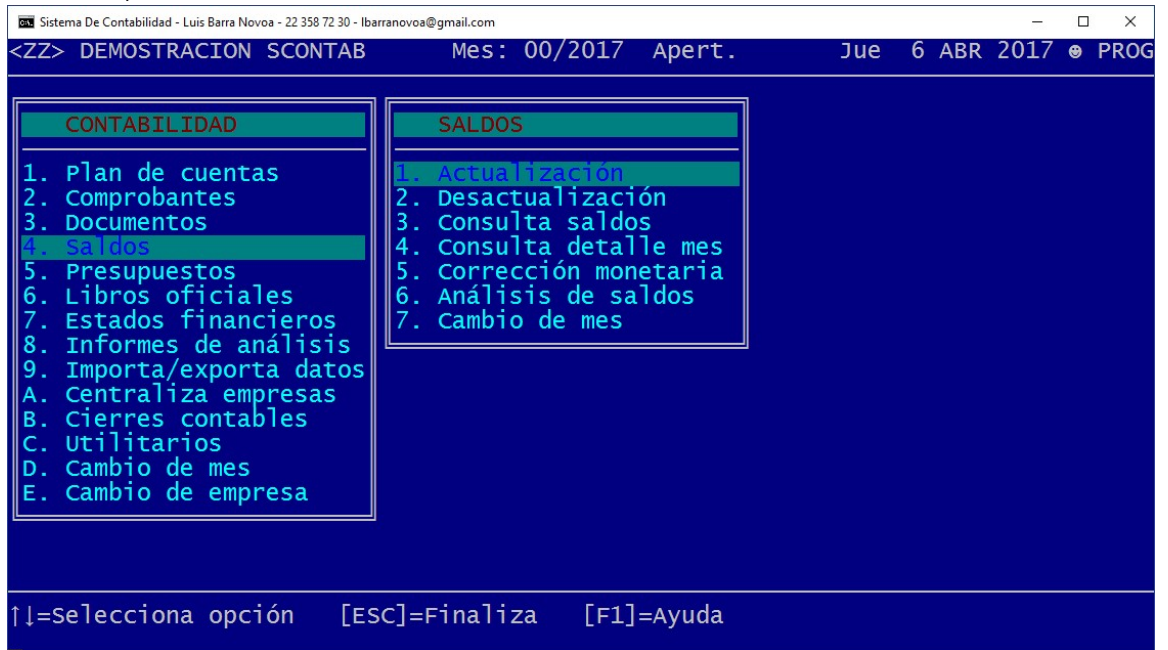 Sistema De Contabilidad - Luis Barra Novoa - 22 358 72 30 - lbarranovoa@gmail.com
<ZZ> DEMOSTRACION SCONTAB Mes: 00/2017 Apert. Jue 6 ABR 2017 ☻ PROG
CONTABILIDAD
1. Plan de cuentas
2. Comprobantes
3. Documentos
4. Saldos
5. Presupuestos
6. Libros oficiales
7. Estados financieros
8. Informes de análisis
9. Importa/exporta datos
A. Centraliza empresas
B. Cierres contables
C. Utilitarios
D. Cambio de mes
E. Cambio de empresa
SALDOS
1. Actualización
2. Desactualización
3. Consulta saldos
4. Consulta detalle mes
5. Corrección monetaria
6. Análisis de saldos
7. Cambio de mes
↑↓=Selecciona opción [ESC]=Finaliza [F1]=Ayuda